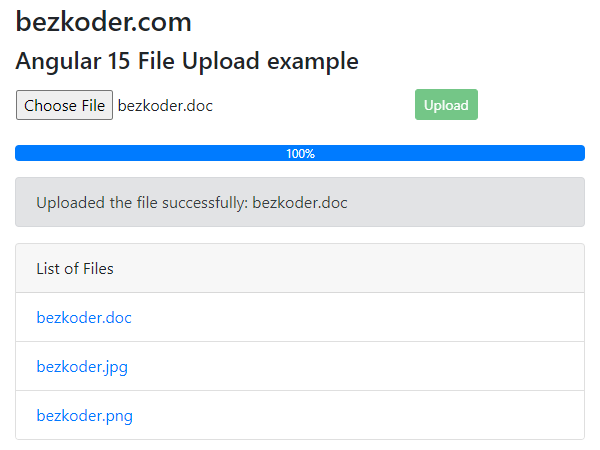 bezkoder.com
Angular 15 File Upload example
Choose File bezkoder.doc Upload
100%
Uploaded the file successfully: bezkoder.doc
List of Files
bezkoder.doc
bezkoder.jpg
bezkoder.png